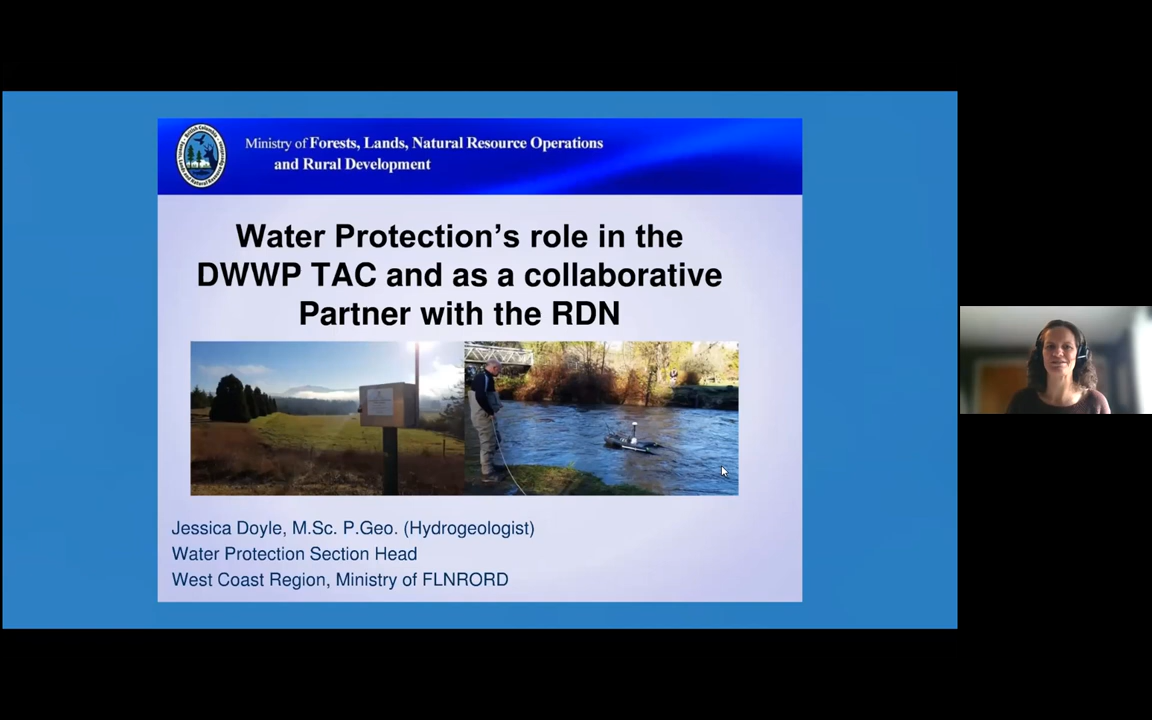 Ministry of Forests, Lands, Natural Resource Operations
and Rural Development
Water Protection's role in the
DWWP TAC and as a collaborative
Partner with the RDN
Jessica Doyle, M.Sc. P.Geo. (Hydrogeologist)
Water Protection Section Head
West Coast Region, Ministry of FLNRORD